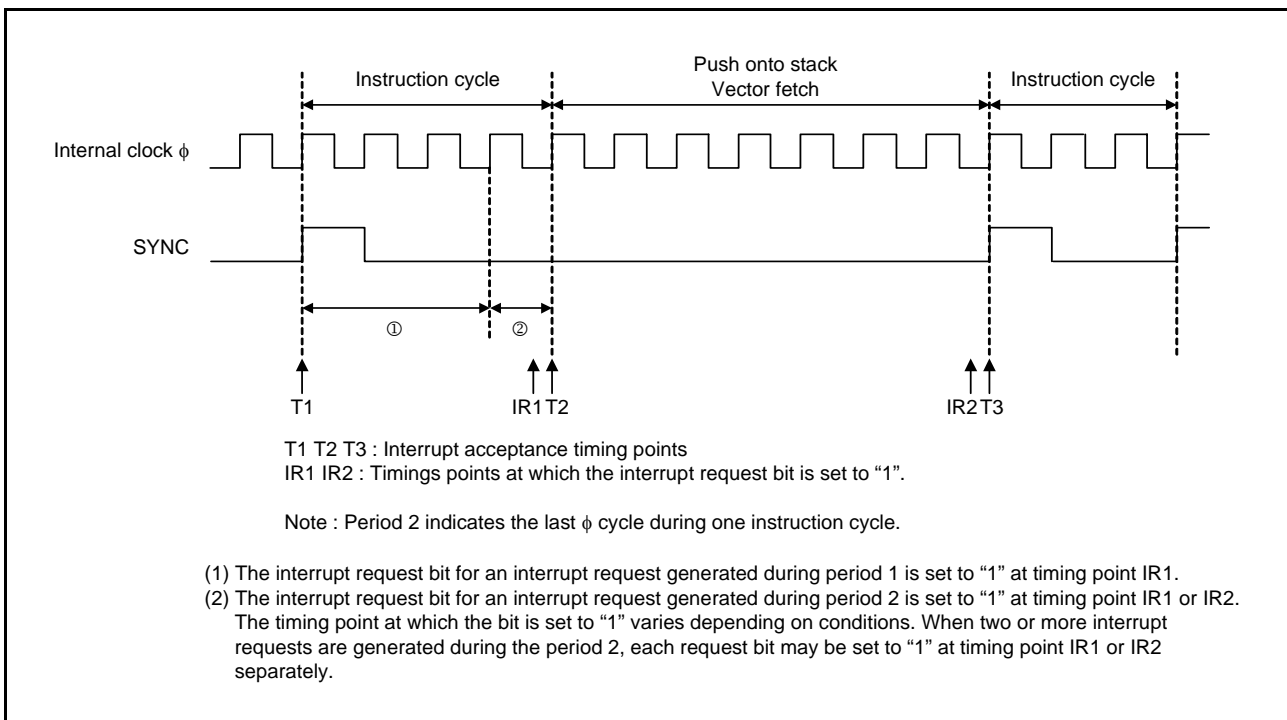 Push onto stack
Instruction cycle
Vector fetch
Instruction cycle
Internal clock ϕ
SYNC
①
②
T1
IR1 T2
IR2 T3
T1 T2 T3 : Interrupt acceptance timing points
IR1 IR2 : Timings points at which the interrupt request bit is set to “1”.
Note : Period 2 indicates the last ϕ cycle during one instruction cycle.
(1) The interrupt request bit for an interrupt request generated during period 1 is set to “1” at timing point IR1.
(2) The interrupt request bit for an interrupt request generated during period 2 is set to “1” at timing point IR1 or IR2.
The timing point at which the bit is set to “1” varies depending on conditions. When two or more interrupt
requests are generated during the period 2, each request bit may be set to “1” at timing point IR1 or IR2
separately.